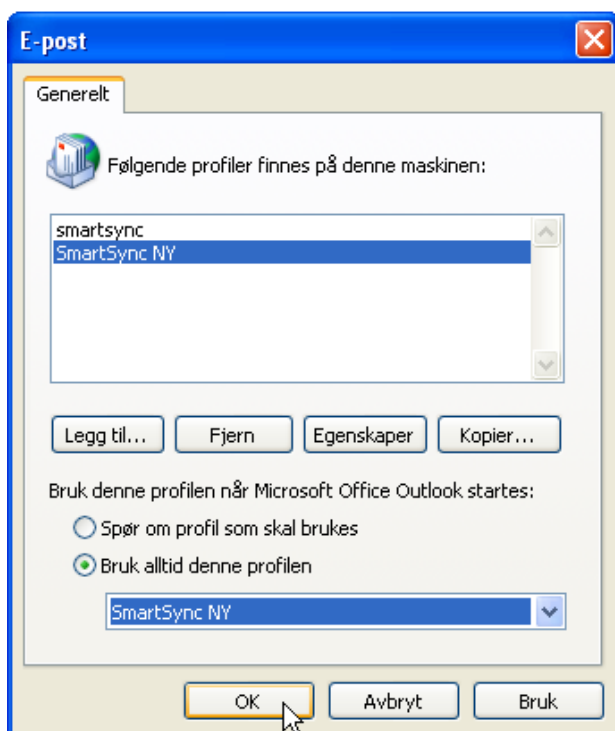 E-post
Generelt
Følgende profiler finnes på denne maskinen:
smartsync
SmartSync NY
Legg til... Fjern Egenskaper Kopier...
Bruk denne profilen når Microsoft Office Outlook startes:
Spør om profil som skal brukes
Bruk alltid denne profilen
SmartSync NY
OK Avbryt Bruk